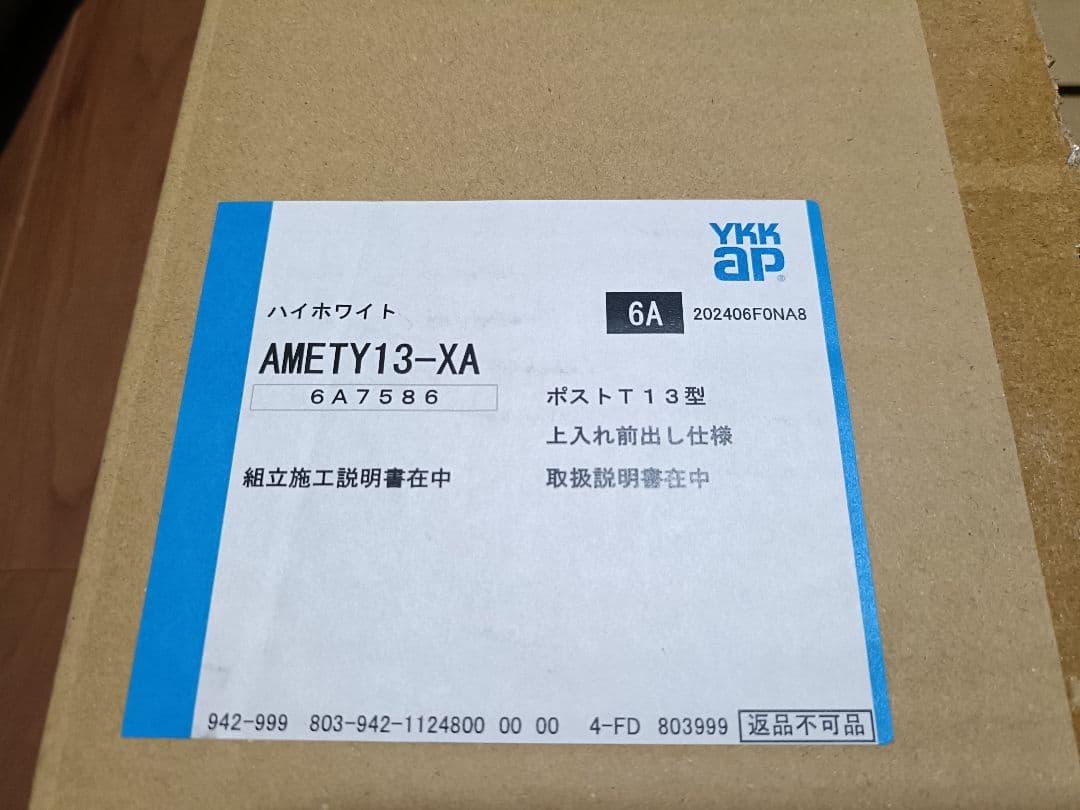 YKK
ap
ハイホワイト
6A 202406F0NA8
AMETY13-XA
6A7586
ポストT13型
上入れ前出し仕様
組立施工説明書在中
取扱説明書在中
942-999 803-942-1124800 00 00 4-FD 803999 返品不可品